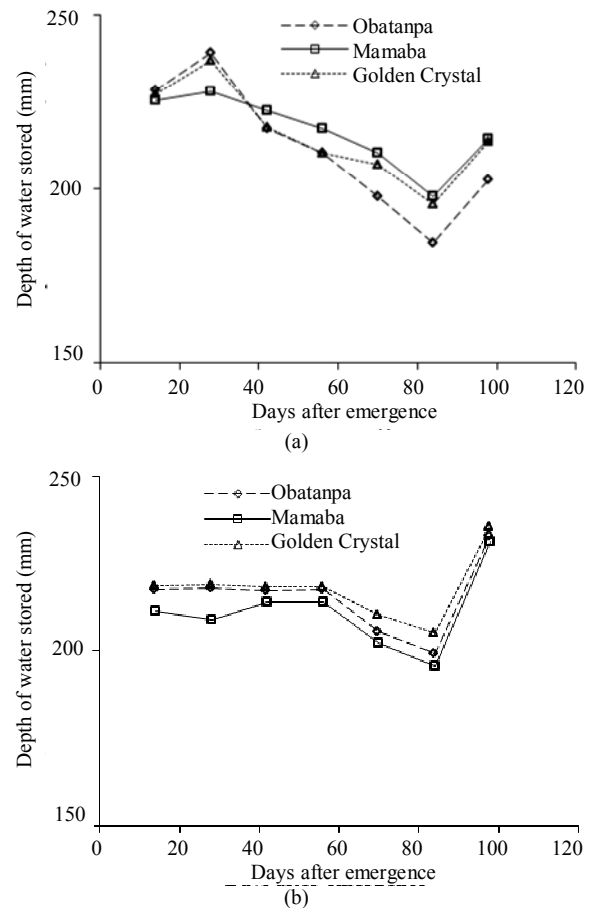 250
Obatanpa
Mamaba
Golden Crystal
200
150
Depth of water stored (mm)
0 20 40 60 80 100 120
Days after emergence
(a)
250
Obatanpa
Mamaba
Golden Crystal
200
150
Depth of water stored (mm)
0 20 40 60 80 100 120
Days after emergence
(b)